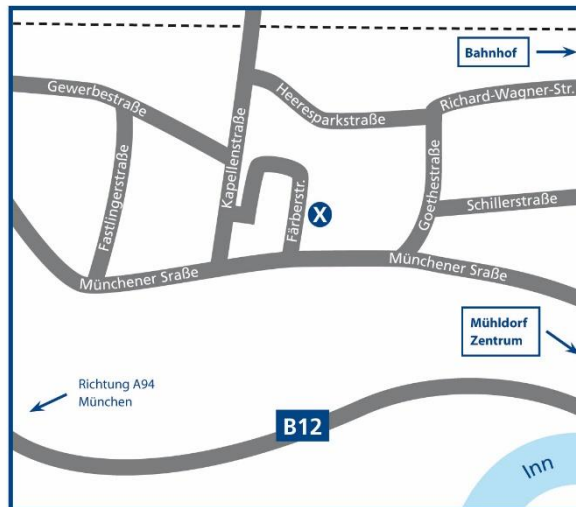 Bahnhof
Gewerbestraße
Heeresparkstraße
Richard-Wagner-Str.
Fastlingerstraße
Kapellenstraße
Färberstr.
X
Goethestraße
Schillerstraße
Münchener Sraße
Münchener Sraße
Mühldorf
Zentrum
Richtung A94
München
B12
Inn